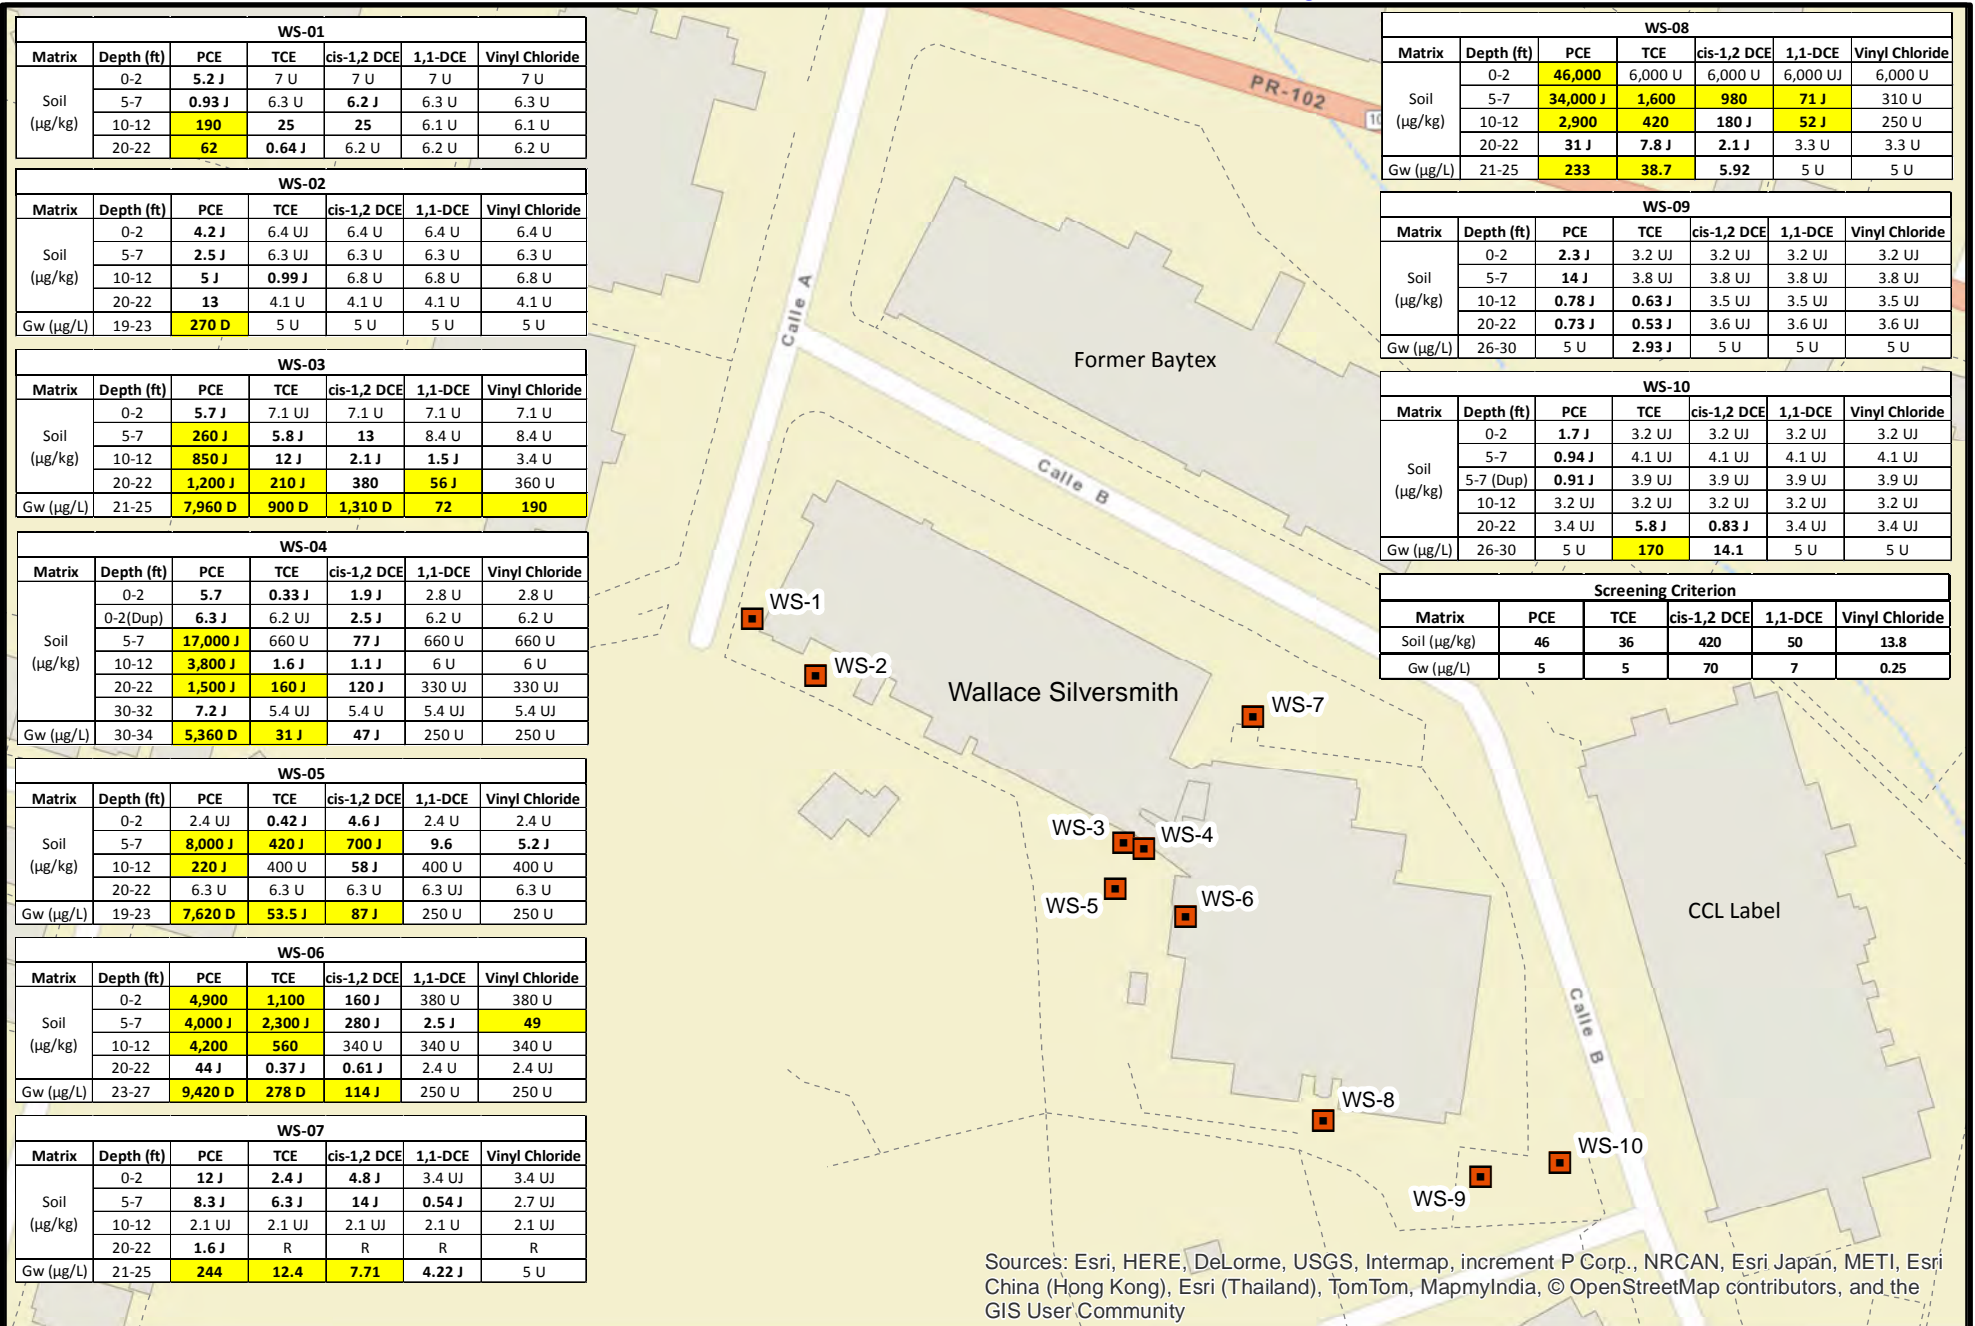 WS-01
Matrix Depth (ft) PCE TCE cis-1,2 DCE 1,1-DCE Vinyl Chloride
0-2 5.2 J 7 U 7 U 7 U 7 U
Soil 5-7 0.93 J 6.3 U 6.2 J 6.3 U 6.3 U
(µg/kg) 10-12 190 25 25 6.1 U 6.1 U
20-22 62 0.64 J 6.2 U 6.2 U 6.2 U
WS-02
Matrix Depth (ft) PCE TCE cis-1,2 DCE 1,1-DCE Vinyl Chloride
0-2 4.2 J 6.4 UJ 6.4 U 6.4 U 6.4 U
Soil 5-7 2.5 J 6.3 UJ 6.3 U 6.3 U 6.3 U
(µg/kg) 10-12 5 J 0.99 J 6.8 U 6.8 U 6.8 U
20-22 13 4.1 U 4.1 U 4.1 U 4.1 U
Gw (µg/L) 19-23 270 D 5 U 5 U 5 U 5 U
WS-03
Matrix Depth (ft) PCE TCE cis-1,2 DCE 1,1-DCE Vinyl Chloride
0-2 5.7 J 7.1 UJ 7.1 U 7.1 U 7.1 U
Soil 5-7 260 J 5.8 J 13 8.4 U 8.4 U
(µg/kg) 10-12 850 J 12 J 2.1 J 1.5 J 3.4 U
20-22 1,200 J 210 J 380 56 J 360 U
Gw (µg/L) 21-25 7,960 D 900 D 1,310 D 72 190
WS-04
Matrix Depth (ft) PCE TCE cis-1,2 DCE 1,1-DCE Vinyl Chloride
0-2 5.7 0.33 J 1.9 J 2.8 U 2.8 U
0-2(Dup) 6.3 J 6.2 UJ 2.5 J 6.2 U 6.2 U
Soil 5-7 17,000 J 660 U 77 J 660 U 660 U
(µg/kg) 10-12 3,800 J 1.6 J 1.1 J 6 U 6 U
20-22 1,500 J 160 J 120 J 330 UJ 330 UJ
30-32 7.2 J 5.4 UJ 5.4 U 5.4 UJ 5.4 UJ
Gw (µg/L) 30-34 5,360 D 31 J 47 J 250 U 250 U
WS-05
Matrix Depth (ft) PCE TCE cis-1,2 DCE 1,1-DCE Vinyl Chloride
0-2 2.4 UJ 0.42 J 4.6 J 2.4 U 2.4 U
Soil 5-7 8,000 J 420 J 700 J 9.6 5.2 J
(µg/kg) 10-12 220 J 400 U 58 J 400 U 400 U
20-22 6.3 U 6.3 U 6.3 U 6.3 UJ 6.3 U
Gw (µg/L) 19-23 7,620 D 53.5 J 87 J 250 U 250 U
WS-06
Matrix Depth (ft) PCE TCE cis-1,2 DCE 1,1-DCE Vinyl Chloride
0-2 4,900 1,100 160 J 380 U 380 U
Soil 5-7 4,000 J 2,300 J 280 J 2.5 J 49
(µg/kg) 10-12 4,200 560 340 U 340 U 340 U
20-22 44 J 0.37 J 0.61 J 2.4 U 2.4 UJ
Gw (µg/L) 23-27 9,420 D 278 D 114 J 250 U 250 U
WS-07
Matrix Depth (ft) PCE TCE cis-1,2 DCE 1,1-DCE Vinyl Chloride
0-2 12 J 2.4 J 4.8 J 3.4 UJ 3.4 UJ
Soil 5-7 8.3 J 6.3 J 14 J 0.54 J 2.7 UJ
(µg/kg) 10-12 2.1 UJ 2.1 UJ 2.1 UJ 2.1 U 2.1 UJ
20-22 1.6 J R R R R
Gw (µg/L) 21-25 244 12.4 7.71 4.22 J 5 U
PR-102
10
Calle A
Former Baytex
Calle B
WS-1
WS-2
Wallace Silversmith
WS-7
WS-3
WS-4
WS-5
WS-6
CCL Label
Calle B
WS-8
WS-10
WS-9
WS-08
Matrix Depth (ft) PCE TCE cis-1,2 DCE 1,1-DCE Vinyl Chloride
0-2 46,000 6,000 U 6,000 U 6,000 UJ 6,000 U
Soil 5-7 34,000 J 1,600 980 71 J 310 U
(µg/kg) 10-12 2,900 420 180 J 52 J 250 U
20-22 31 J 7.8 J 2.1 J 3.3 U 3.3 U
Gw (µg/L) 21-25 233 38.7 5.92 5 U 5 U
WS-09
Matrix Depth (ft) PCE TCE cis-1,2 DCE 1,1-DCE Vinyl Chloride
0-2 2.3 J 3.2 UJ 3.2 UJ 3.2 UJ 3.2 UJ
Soil 5-7 14 J 3.8 UJ 3.8 UJ 3.8 UJ 3.8 UJ
(µg/kg) 10-12 0.78 J 0.63 J 3.5 UJ 3.5 UJ 3.5 UJ
20-22 0.73 J 0.53 J 3.6 UJ 3.6 UJ 3.6 UJ
Gw (µg/L) 26-30 5 U 2.93 J 5 U 5 U 5 U
WS-10
Matrix Depth (ft) PCE TCE cis-1,2 DCE 1,1-DCE Vinyl Chloride
0-2 1.7 J 3.2 UJ 3.2 UJ 3.2 UJ 3.2 UJ
5-7 0.94 J 4.1 UJ 4.1 UJ 4.1 UJ 4.1 UJ
Soil 5-7 (Dup) 0.91 J 3.9 UJ 3.9 UJ 3.9 UJ 3.9 UJ
(µg/kg) 10-12 3.2 UJ 3.2 UJ 3.2 UJ 3.2 UJ 3.2 UJ
20-22 3.4 UJ 5.8 J 0.83 J 3.4 UJ 3.4 UJ
Gw (µg/L) 26-30 5 U 170 14.1 5 U 5 U
Screening Criterion
Matrix PCE TCE cis-1,2 DCE 1,1-DCE Vinyl Chloride
Soil (µg/kg) 46 36 420 50 13.8
Gw (µg/L) 5 5 70 7 0.25
Sources: Esri, HERE, DeLorme, USGS, Intermap, increment P Corp., NRCAN, Esri Japan, METI, Esri
China (Hong Kong), Esri (Thailand), TomTom, MapmyIndia, © OpenStreetMap contributors, and the
GIS User Community